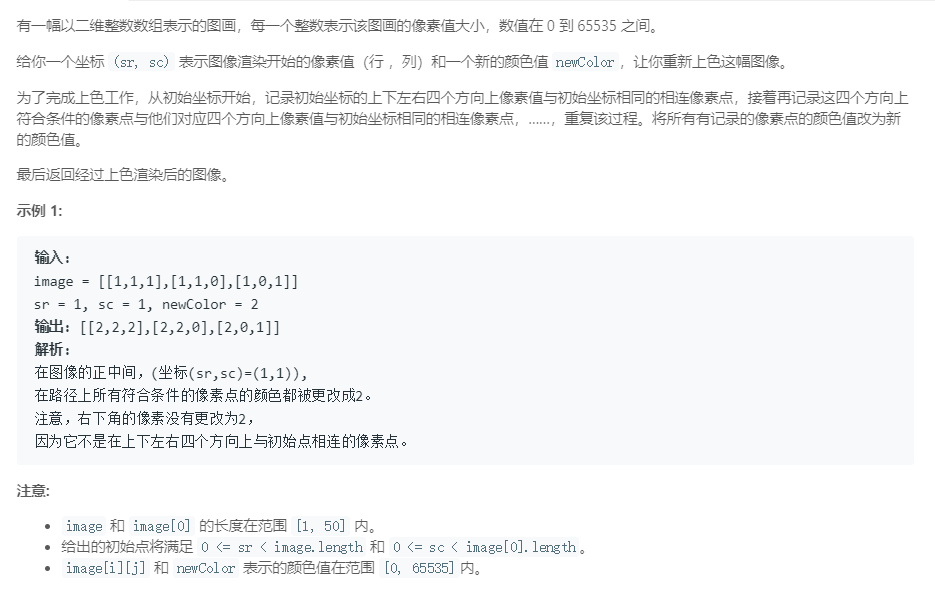 有一幅以二维整数数组表示的图画，每一个整数表示该图画的像素值大小，数值在 0 到 65535 之间。
给你一个坐标 (sr, sc) 表示图像渲染开始的像素值（行 ，列）和一个新的颜色值 newColor，让你重新上色这幅图像。
为了完成上色工作，从初始坐标开始，记录初始坐标的上下左右四个方向上像素值与初始坐标相同的相连像素点，接着再记录这四个方向上
符合条件的像素点与他们对应四个方向上像素值与初始坐标相同的相连像素点，……，重复该过程。将所有有记录的像素点的颜色值改为新
的颜色值。
最后返回经过上色渲染后的图像。
示例 1:
输入:
image = [[1,1,1],[1,1,0],[1,0,1]]
sr = 1, sc = 1, newColor = 2
输出: [[2,2,2],[2,2,0],[2,0,1]]
解析:
在图像的正中间，(坐标(sr,sc)=(1,1)),
在路径上所有符合条件的像素点的颜色都被更改成2。
注意，右下角的像素没有更改为2，
因为它不是在上下左右四个方向上与初始点相连的像素点。
注意:
• image 和 image[0] 的长度在范围 [1, 50] 内。
• 给出的初始点将满足 0 <= sr < image.length 和 0 <= sc < image[0].length。
• image[i][j] 和 newColor 表示的颜色值在范围 [0, 65535]内。